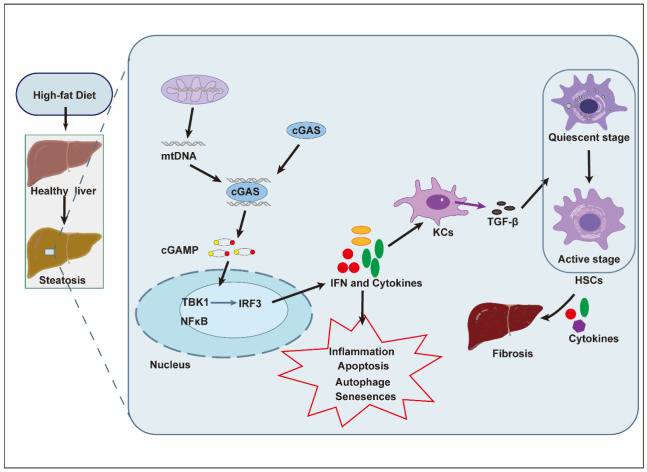 High-fat Diet
Healthy liver
Steatosis
mtDNA
cGAS
cGAS
cGAMP
TBK1
IRF3
NFκB
Nucleus
IFN and Cytokines
Inflammation
Apoptosis
Autophage
Senesences
KCs
TGF-β
Quiescent stage
Active stage
HSCs
Cytokines
Fibrosis